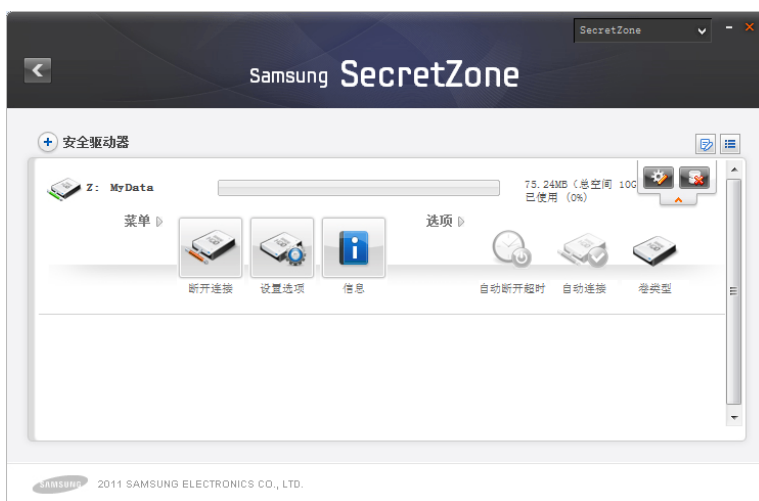 SecretZone
Samsung SecretZone
安全驱动器
Z: MyData
75.24MB（总空间 10G
已使用 （0%）
菜单
选项
断开连接
设置选项
信息
自动断开超时
自动连接
卷类型
SAMSUNG 2011 SAMSUNG ELECTRONICS CO., LTD.